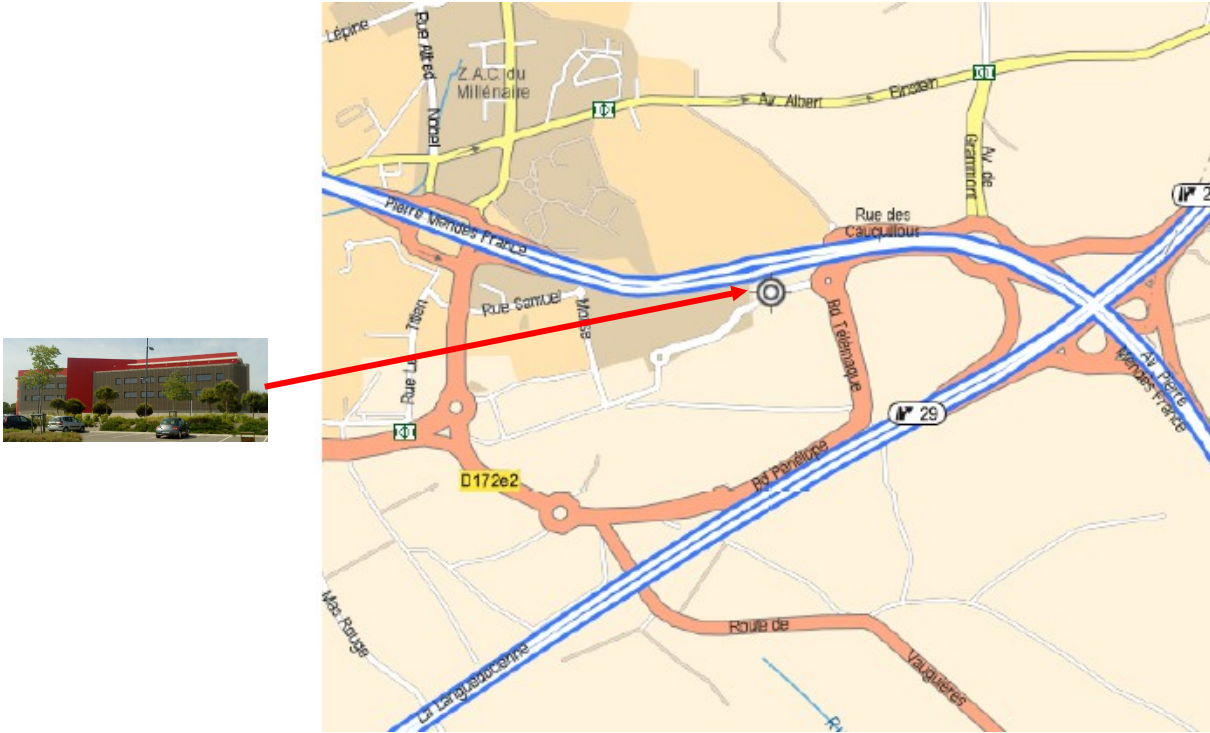 Lépine
Rue Alfred
Nobel
Z.A.C. du
Millénaire
Av. Albert
Einstein
Av. de
Grammont
Pierre Mendès France
Rue des
Cauquillous
Rue Samuel
Morse
Bd Télémaque
Av. Pierre
Mendès France
29
Bd Pénélope
D172e2
Mas Rouge
Route de
Vauguières
La Languedocienne